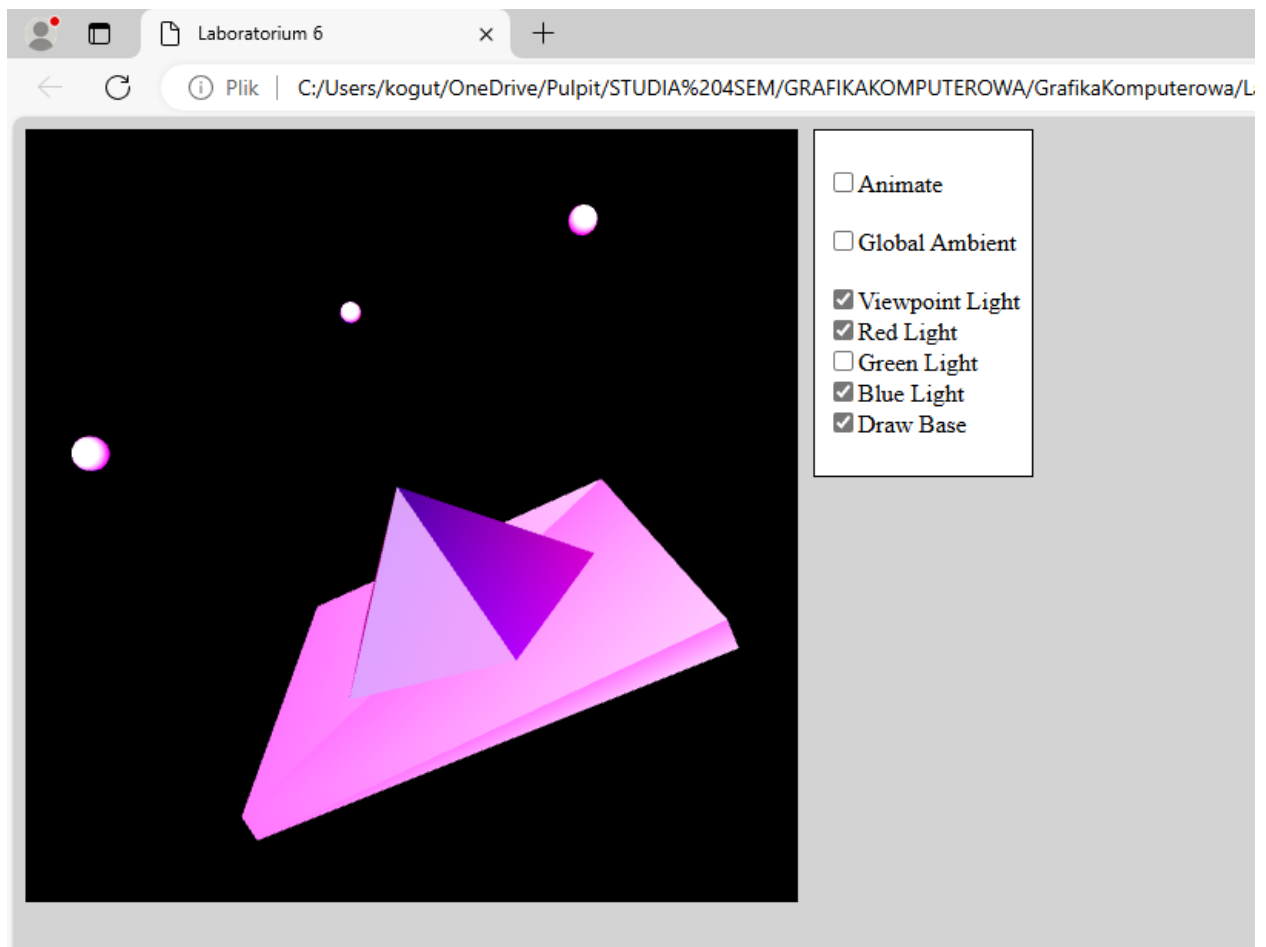 Laboratorium 6
Plik
C:/Users/kogut/OneDrive/Pulpit/STUDIA%204SEM/GRAFIKAKOMPUTEROWA/GrafikaKomputerowa/L
Animate
Global Ambient
Viewpoint Light
Red Light
Green Light
Blue Light
Draw Base